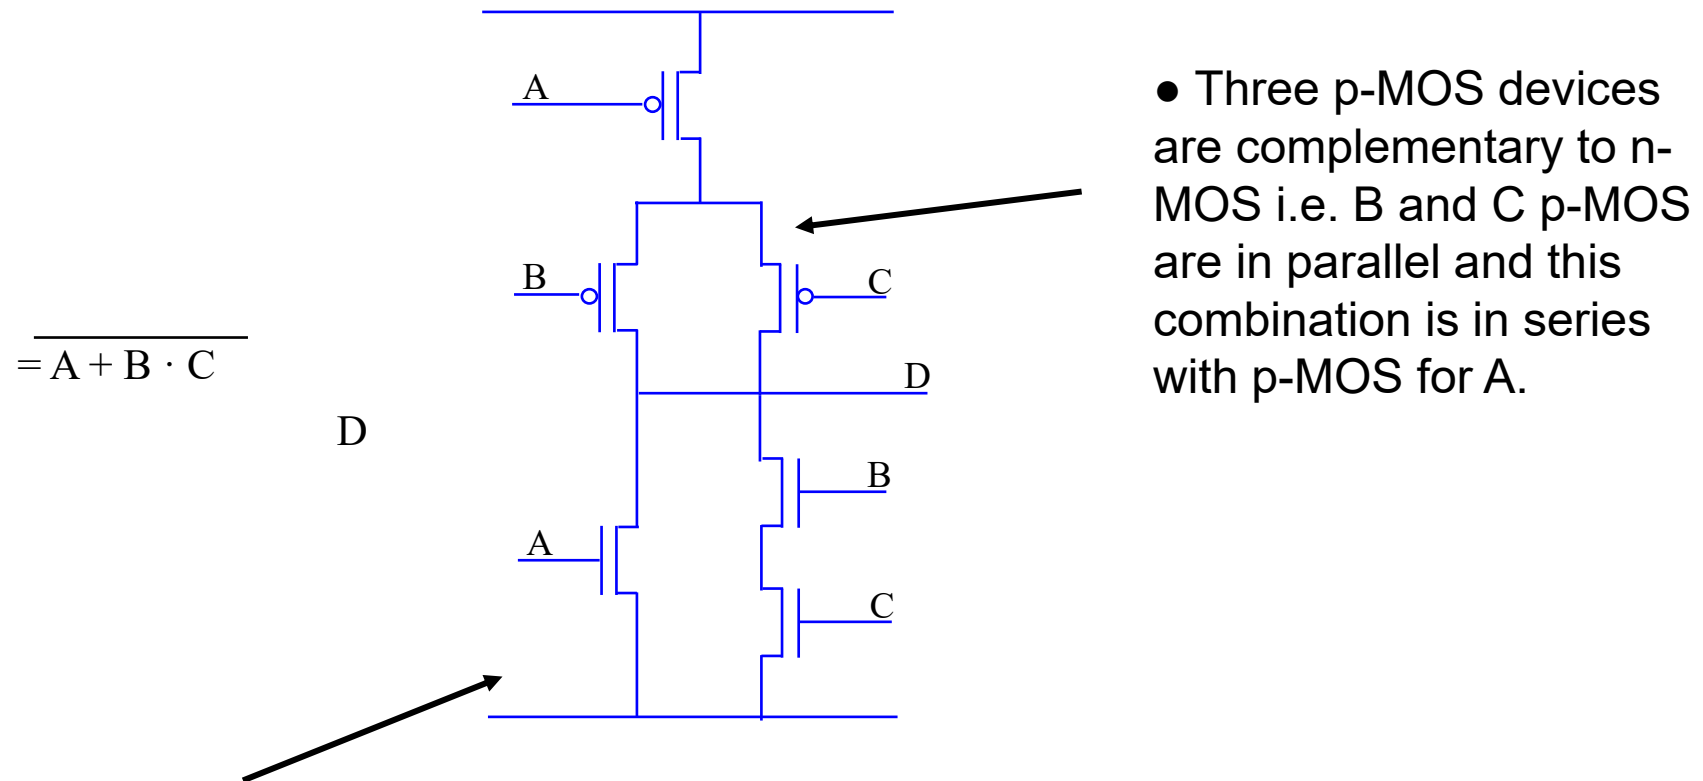 A
● Three p-MOS devices
are complementary to n-
MOS i.e. B and C p-MOS
are in parallel and this
combination is in series
with p-MOS for A.
B
C
= A + B · C
D
D
B
A
C